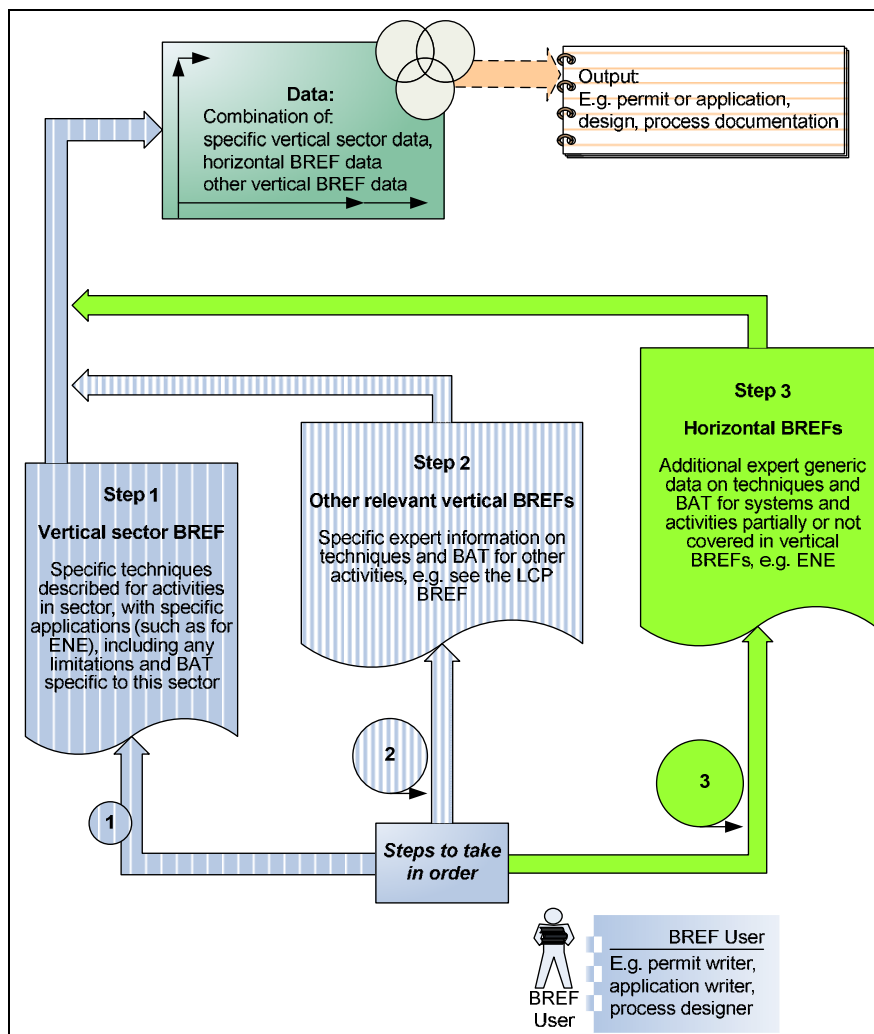 Data:
Combination of:
specific vertical sector data,
horizontal BREF data
other vertical BREF data
Output:
E.g. permit or application,
design, process documentation
Step 1
Vertical sector BREF
Specific techniques
described for activities
in sector, with specific
applications (such as for
ENE), including any
limitations and BAT
specific to this sector
Step 2
Other relevant vertical BREFs
Specific expert information on
techniques and BAT for other
activities, e.g. see the LCP
BREF
Step 3
Horizontal BREFs
Additional expert generic
data on techniques and
BAT for systems and
activities partially or not
covered in vertical
BREFs, e.g. ENE
1
2
3
Steps to take
in order
BREF
User
BREF User
E.g. permit writer,
application writer,
process designer